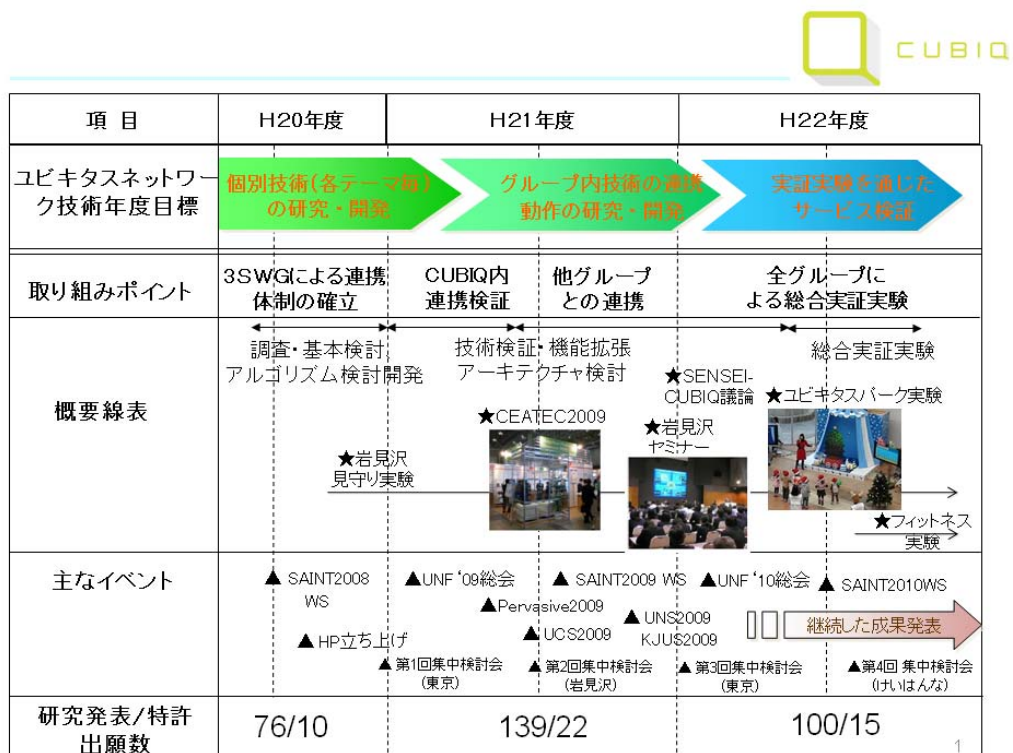 CUBIQ
項 目
H20年度
H21年度
H22年度
ユビキタスネットワー
ク技術年度目標
個別技術(各テーマ毎)
の研究・開発
グループ内技術の連携
動作の研究・開発
実証実験を通じた
サービス検証
取り組みポイント
3SWGによる連携
体制の確立
CUBIQ内
連携検証
他グループ
との連携
全グループに
よる総合実証実験
概要線表
調査・基本検討
アルゴリズム検討開発
技術検証・機能拡張
アーキテクチャ検討
総合実証実験
★SENSEI-
CUBIQ議論
★ユビキタスパーク実験
★CEATEC2009
★岩見沢
セミナー
★岩見沢
見守り実験
★フィットネス
実験
主なイベント
▲ SAINT2008
WS
▲UNF '09総会
▲ SAINT2009 WS
▲UNF '10総会
▲ SAINT2010WS
▲Pervasive2009
▲ UNS2009
KJUS2009
▲UCS2009
継続した成果発表
▲HP立ち上げ
▲ 第1回集中検討会
(東京)
▲ 第2回集中検討会
(岩見沢)
▲ 第3回集中検討会
(東京)
▲第4回 集中検討会
(けいはんな)
研究発表/特許
出願数
76/10
139/22
100/15
1